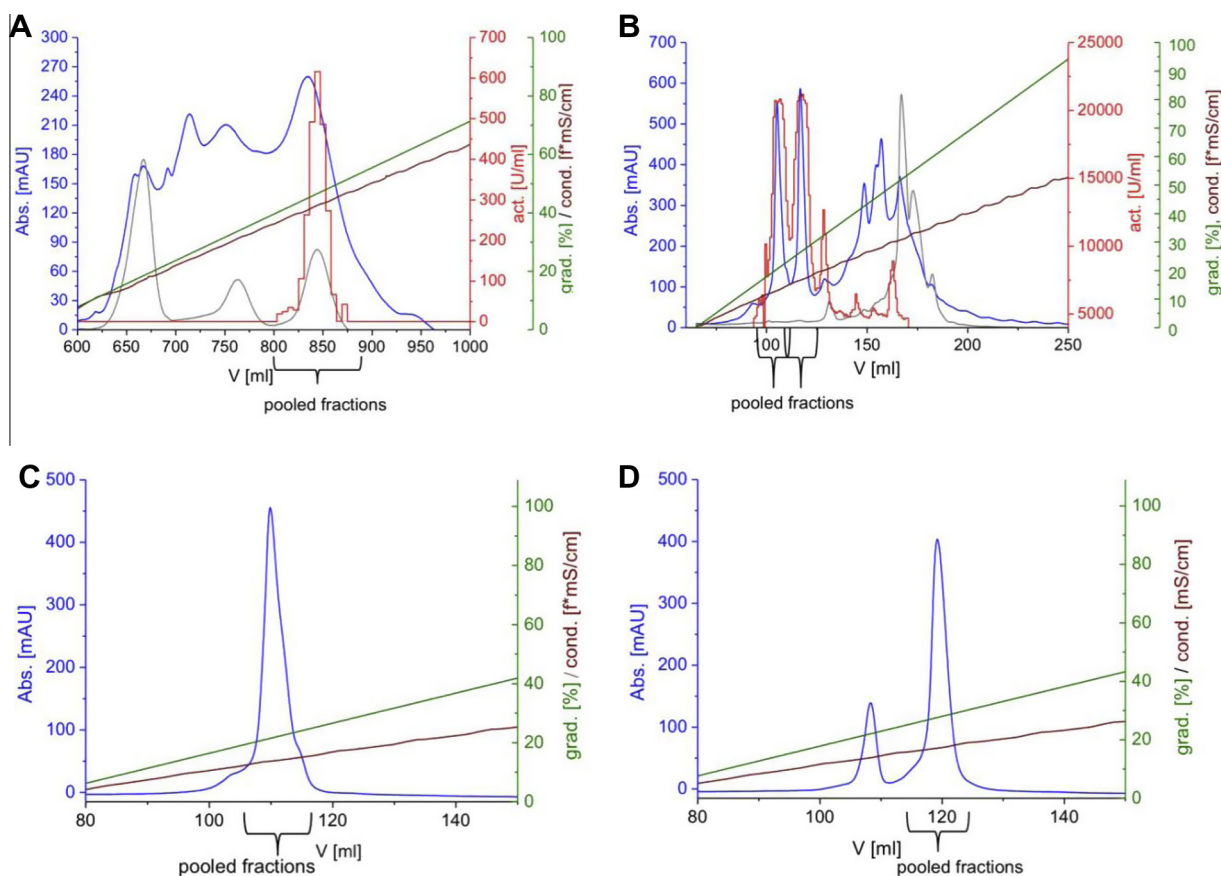 A
B
300
270
240
210
180
150
120
90
60
30
0
Abs. [mAU]
600 650 700 750 800 850 900 950 1000
V [ml]
pooled fractions
700
600
500
400
300
200
100
0
act. [U/ml]
100
80
60
40
20
0
grad. [%] / cond. [f*mS/cm]
700
600
500
400
300
200
100
0
Abs. [mAU]
100 150 200 250
V [ml]
pooled fractions
25000
20000
15000
10000
5000
act. [U/ml]
100
90
80
70
60
50
40
30
20
10
0
grad. [%], cond. [f*mS/cm]
C
D
500
400
300
200
100
0
Abs. [mAU]
80 100 120 140
V [ml]
pooled fractions
100
80
60
40
20
0
grad. [%] / cond. [f*mS/cm]
500
400
300
200
100
0
Abs. [mAU]
80 100 120 140
V [ml]
pooled fractions
100
80
60
40
20
0
grad. [%] / cond. [mS/cm]